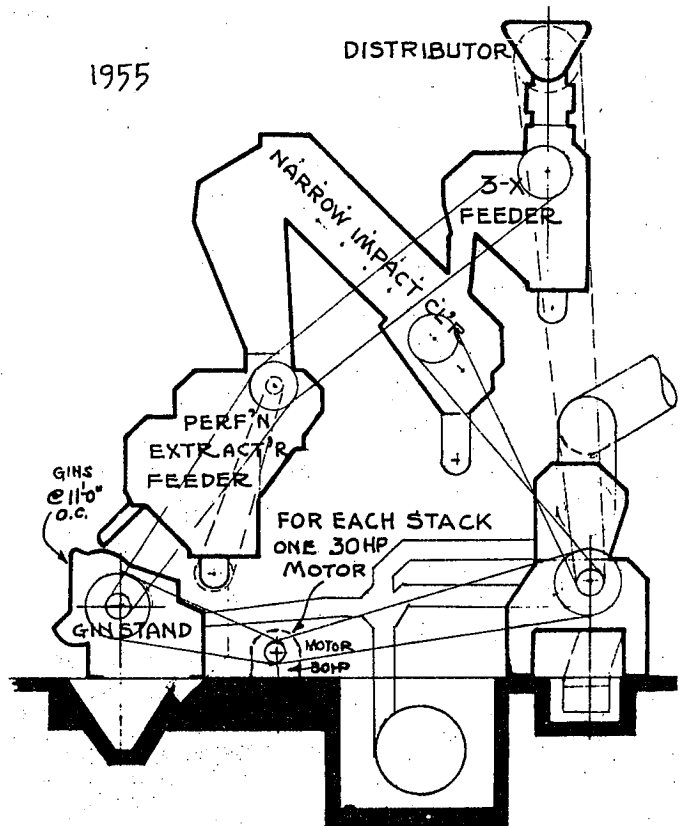 1955
DISTRIBUTOR
3-X
FEEDER
NARROW IMPACT CL'R
PERF'N
EXTRACT'R
FEEDER
GINS
@ 11'0"
O.C.
FOR EACH STACK
ONE 30HP
MOTOR
GIN STAND
MOTOR
30HP